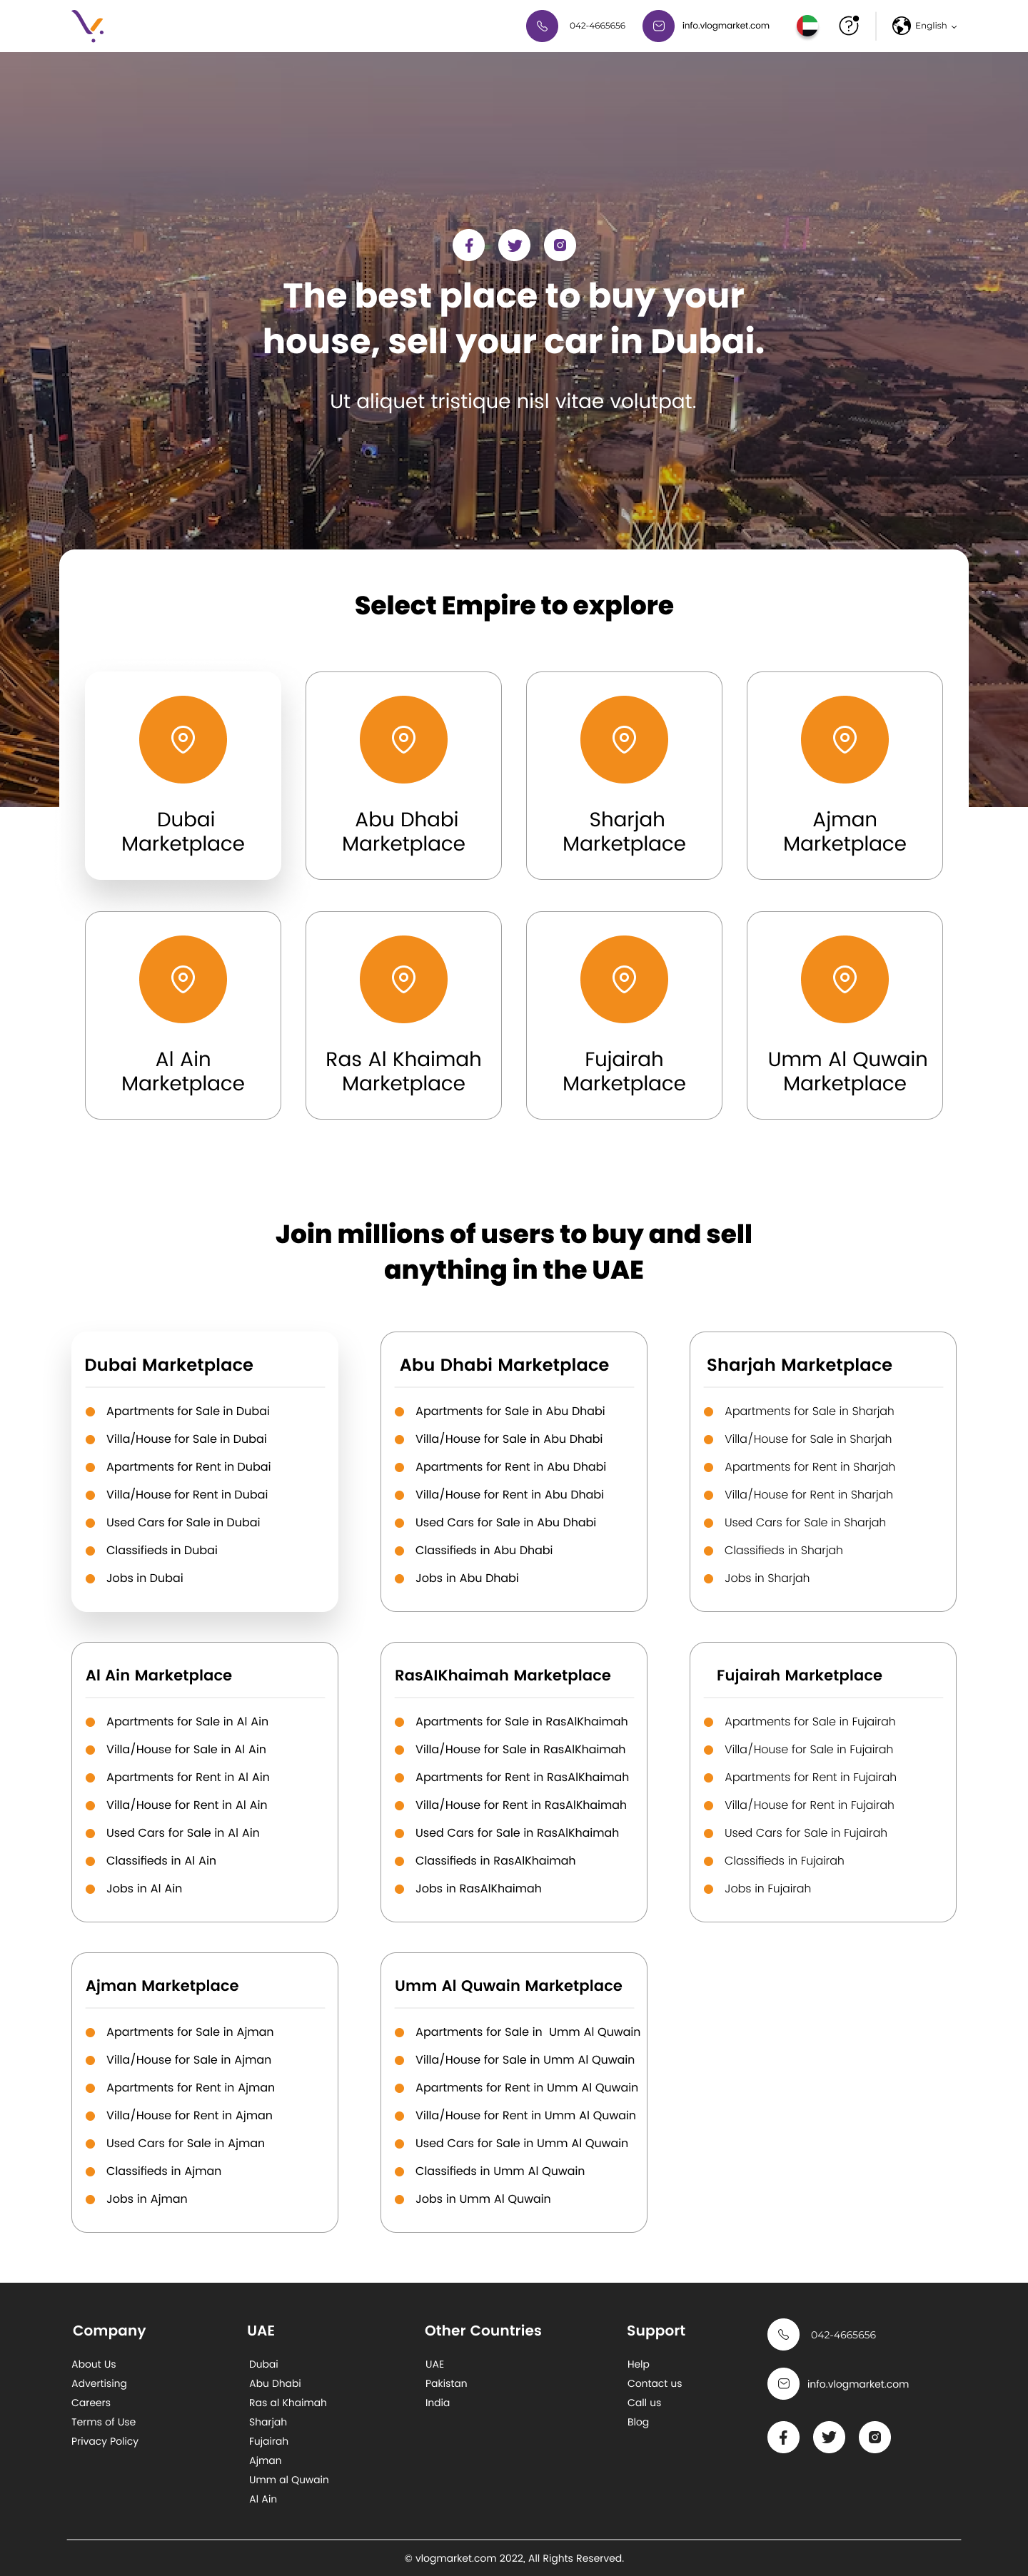 042-4665656
info.vlogmarket.com
English
The best place to buy your
house, sell your car in Dubai.
Ut aliquet tristique nisl vitae volutpat.
Select Empire to explore
Dubai
Marketplace
Abu Dhabi
Marketplace
Sharjah
Marketplace
Ajman
Marketplace
Al Ain
Marketplace
Ras Al Khaimah
Marketplace
Fujairah
Marketplace
Umm Al Quwain
Marketplace
Join millions of users to buy and sell
anything in the UAE
Dubai Marketplace
Apartments for Sale in Dubai
Villa/House for Sale in Dubai
Apartments for Rent in Dubai
Villa/House for Rent in Dubai
Used Cars for Sale in Dubai
Classifieds in Dubai
Jobs in Dubai
Abu Dhabi Marketplace
Apartments for Sale in Abu Dhabi
Villa/House for Sale in Abu Dhabi
Apartments for Rent in Abu Dhabi
Villa/House for Rent in Abu Dhabi
Used Cars for Sale in Abu Dhabi
Classifieds in Abu Dhabi
Jobs in Abu Dhabi
Sharjah Marketplace
Apartments for Sale in Sharjah
Villa/House for Sale in Sharjah
Apartments for Rent in Sharjah
Villa/House for Rent in Sharjah
Used Cars for Sale in Sharjah
Classifieds in Sharjah
Jobs in Sharjah
Al Ain Marketplace
Apartments for Sale in Al Ain
Villa/House for Sale in Al Ain
Apartments for Rent in Al Ain
Villa/House for Rent in Al Ain
Used Cars for Sale in Al Ain
Classifieds in Al Ain
Jobs in Al Ain
RasAlKhaimah Marketplace
Apartments for Sale in RasAlKhaimah
Villa/House for Sale in RasAlKhaimah
Apartments for Rent in RasAlKhaimah
Villa/House for Rent in RasAlKhaimah
Used Cars for Sale in RasAlKhaimah
Classifieds in RasAlKhaimah
Jobs in RasAlKhaimah
Fujairah Marketplace
Apartments for Sale in Fujairah
Villa/House for Sale in Fujairah
Apartments for Rent in Fujairah
Villa/House for Rent in Fujairah
Used Cars for Sale in Fujairah
Classifieds in Fujairah
Jobs in Fujairah
Ajman Marketplace
Apartments for Sale in Ajman
Villa/House for Sale in Ajman
Apartments for Rent in Ajman
Villa/House for Rent in Ajman
Used Cars for Sale in Ajman
Classifieds in Ajman
Jobs in Ajman
Umm Al Quwain Marketplace
Apartments for Sale in Umm Al Quwain
Villa/House for Sale in Umm Al Quwain
Apartments for Rent in Umm Al Quwain
Villa/House for Rent in Umm Al Quwain
Used Cars for Sale in Umm Al Quwain
Classifieds in Umm Al Quwain
Jobs in Umm Al Quwain
Company
About Us
Advertising
Careers
Terms of Use
Privacy Policy
UAE
Dubai
Abu Dhabi
Ras al Khaimah
Sharjah
Fujairah
Ajman
Umm al Quwain
Al Ain
Other Countries
UAE
Pakistan
India
Support
Help
Contact us
Call us
Blog
042-4665656
info.vlogmarket.com
© vlogmarket.com 2022, All Rights Reserved.